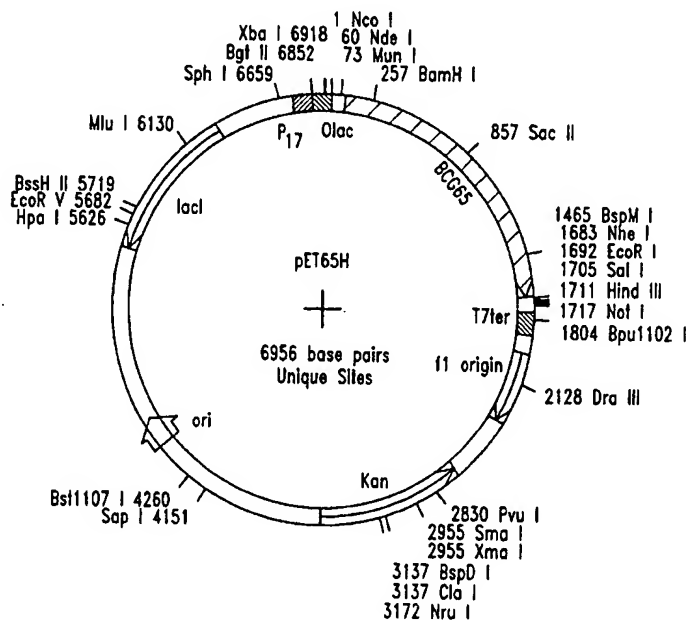 1 Nco I
Xba I 6918
60 Nde I
Bgt II 6852
73 Mun I
Sph I 6659
257 BamH I
Mlu I 6130
P17
Olac
857 Sac II
BCG65
BssH II 5719
EcoR V 5682
Hpa I 5626
lacI
1465 BspM I
1683 Nhe I
1692 EcoR I
1705 Sal I
1711 Hind III
1717 Not I
1804 Bpu1102 I
pET65H
T7ter
6956 base pairs
Unique Sites
f1 origin
2128 Dra III
ori
Kan
Bst1107 I 4260
Sap I 4151
2830 Pvu I
2955 Sma I
2955 Xma I
3137 BspD I
3137 Cla I
3172 Nru I